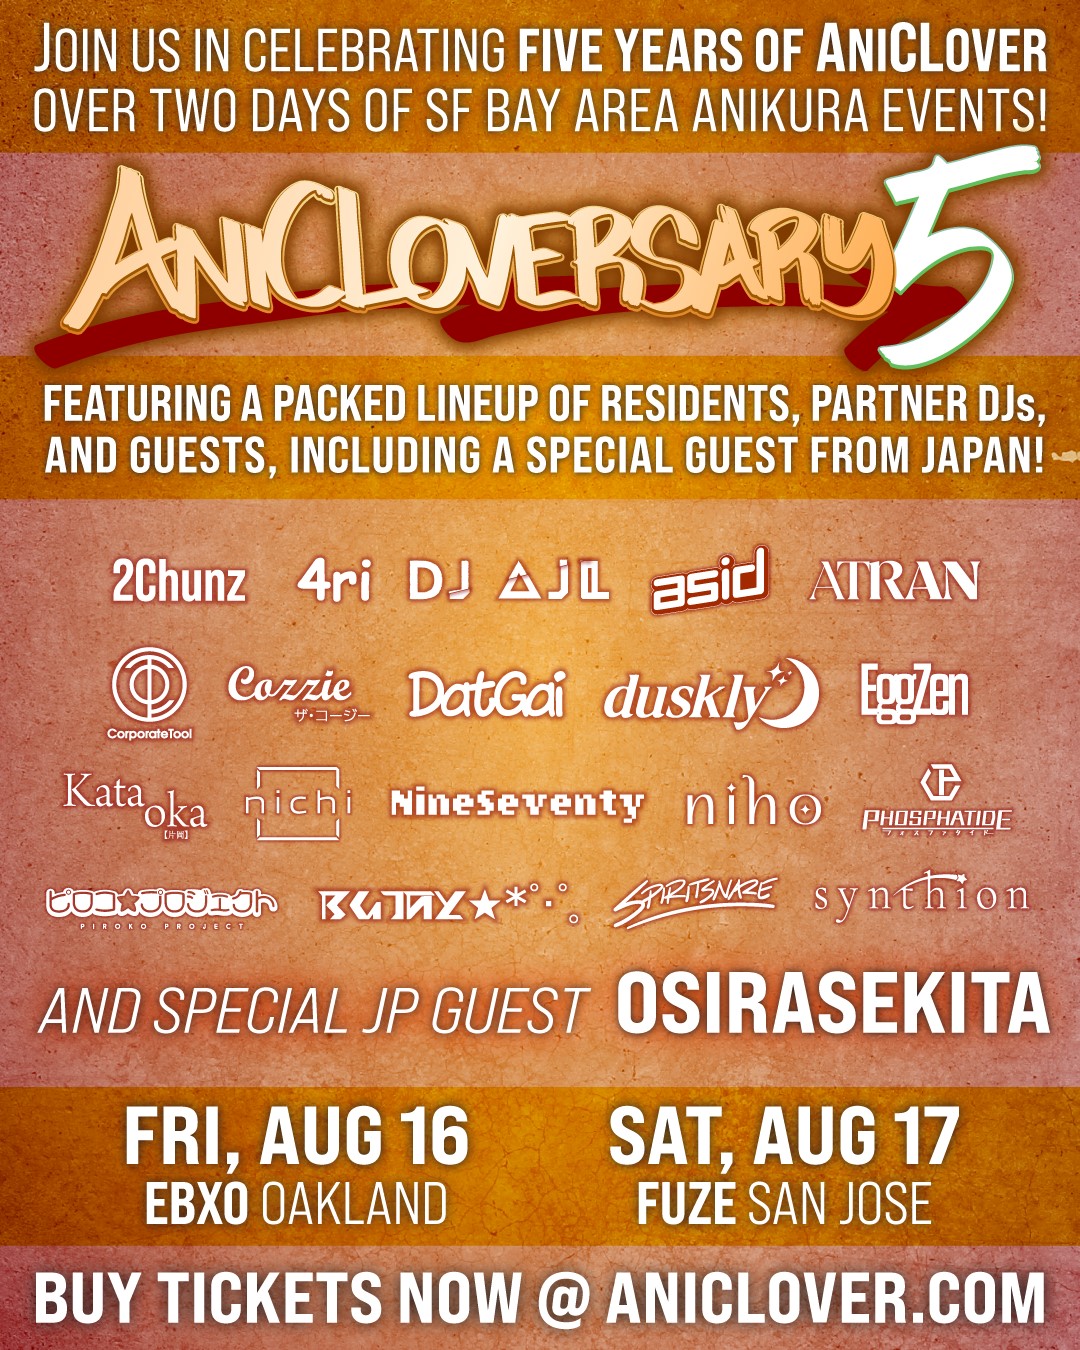 JOIN US IN CELEBRATING FIVE YEARS OF ANICLOVER
OVER TWO DAYS OF SF BAY AREA ANIKURA EVENTS!
ANICLOVERSARY 5
FEATURING A PACKED LINEUP OF RESIDENTS, PARTNER DJs,
AND GUESTS, INCLUDING A SPECIAL GUEST FROM JAPAN!
2Chunz 4ri DJ AJL asid ATRAN
CorporateTool
Cozzie
ザ・コージー
DatGai duskly EggZen
Kata
oka
【片岡】
nichi NineSeventy niho
PHOSPHATIDE
フォスファタイド
ピロコ★プロジェクト
PIROKO PROJECT
SPIRITSNARE synthion
AND SPECIAL JP GUEST OSIRASEKITA
FRI, AUG 16 SAT, AUG 17
EBXO OAKLAND FUZE SAN JOSE
BUY TICKETS NOW @ ANICLOVER.COM